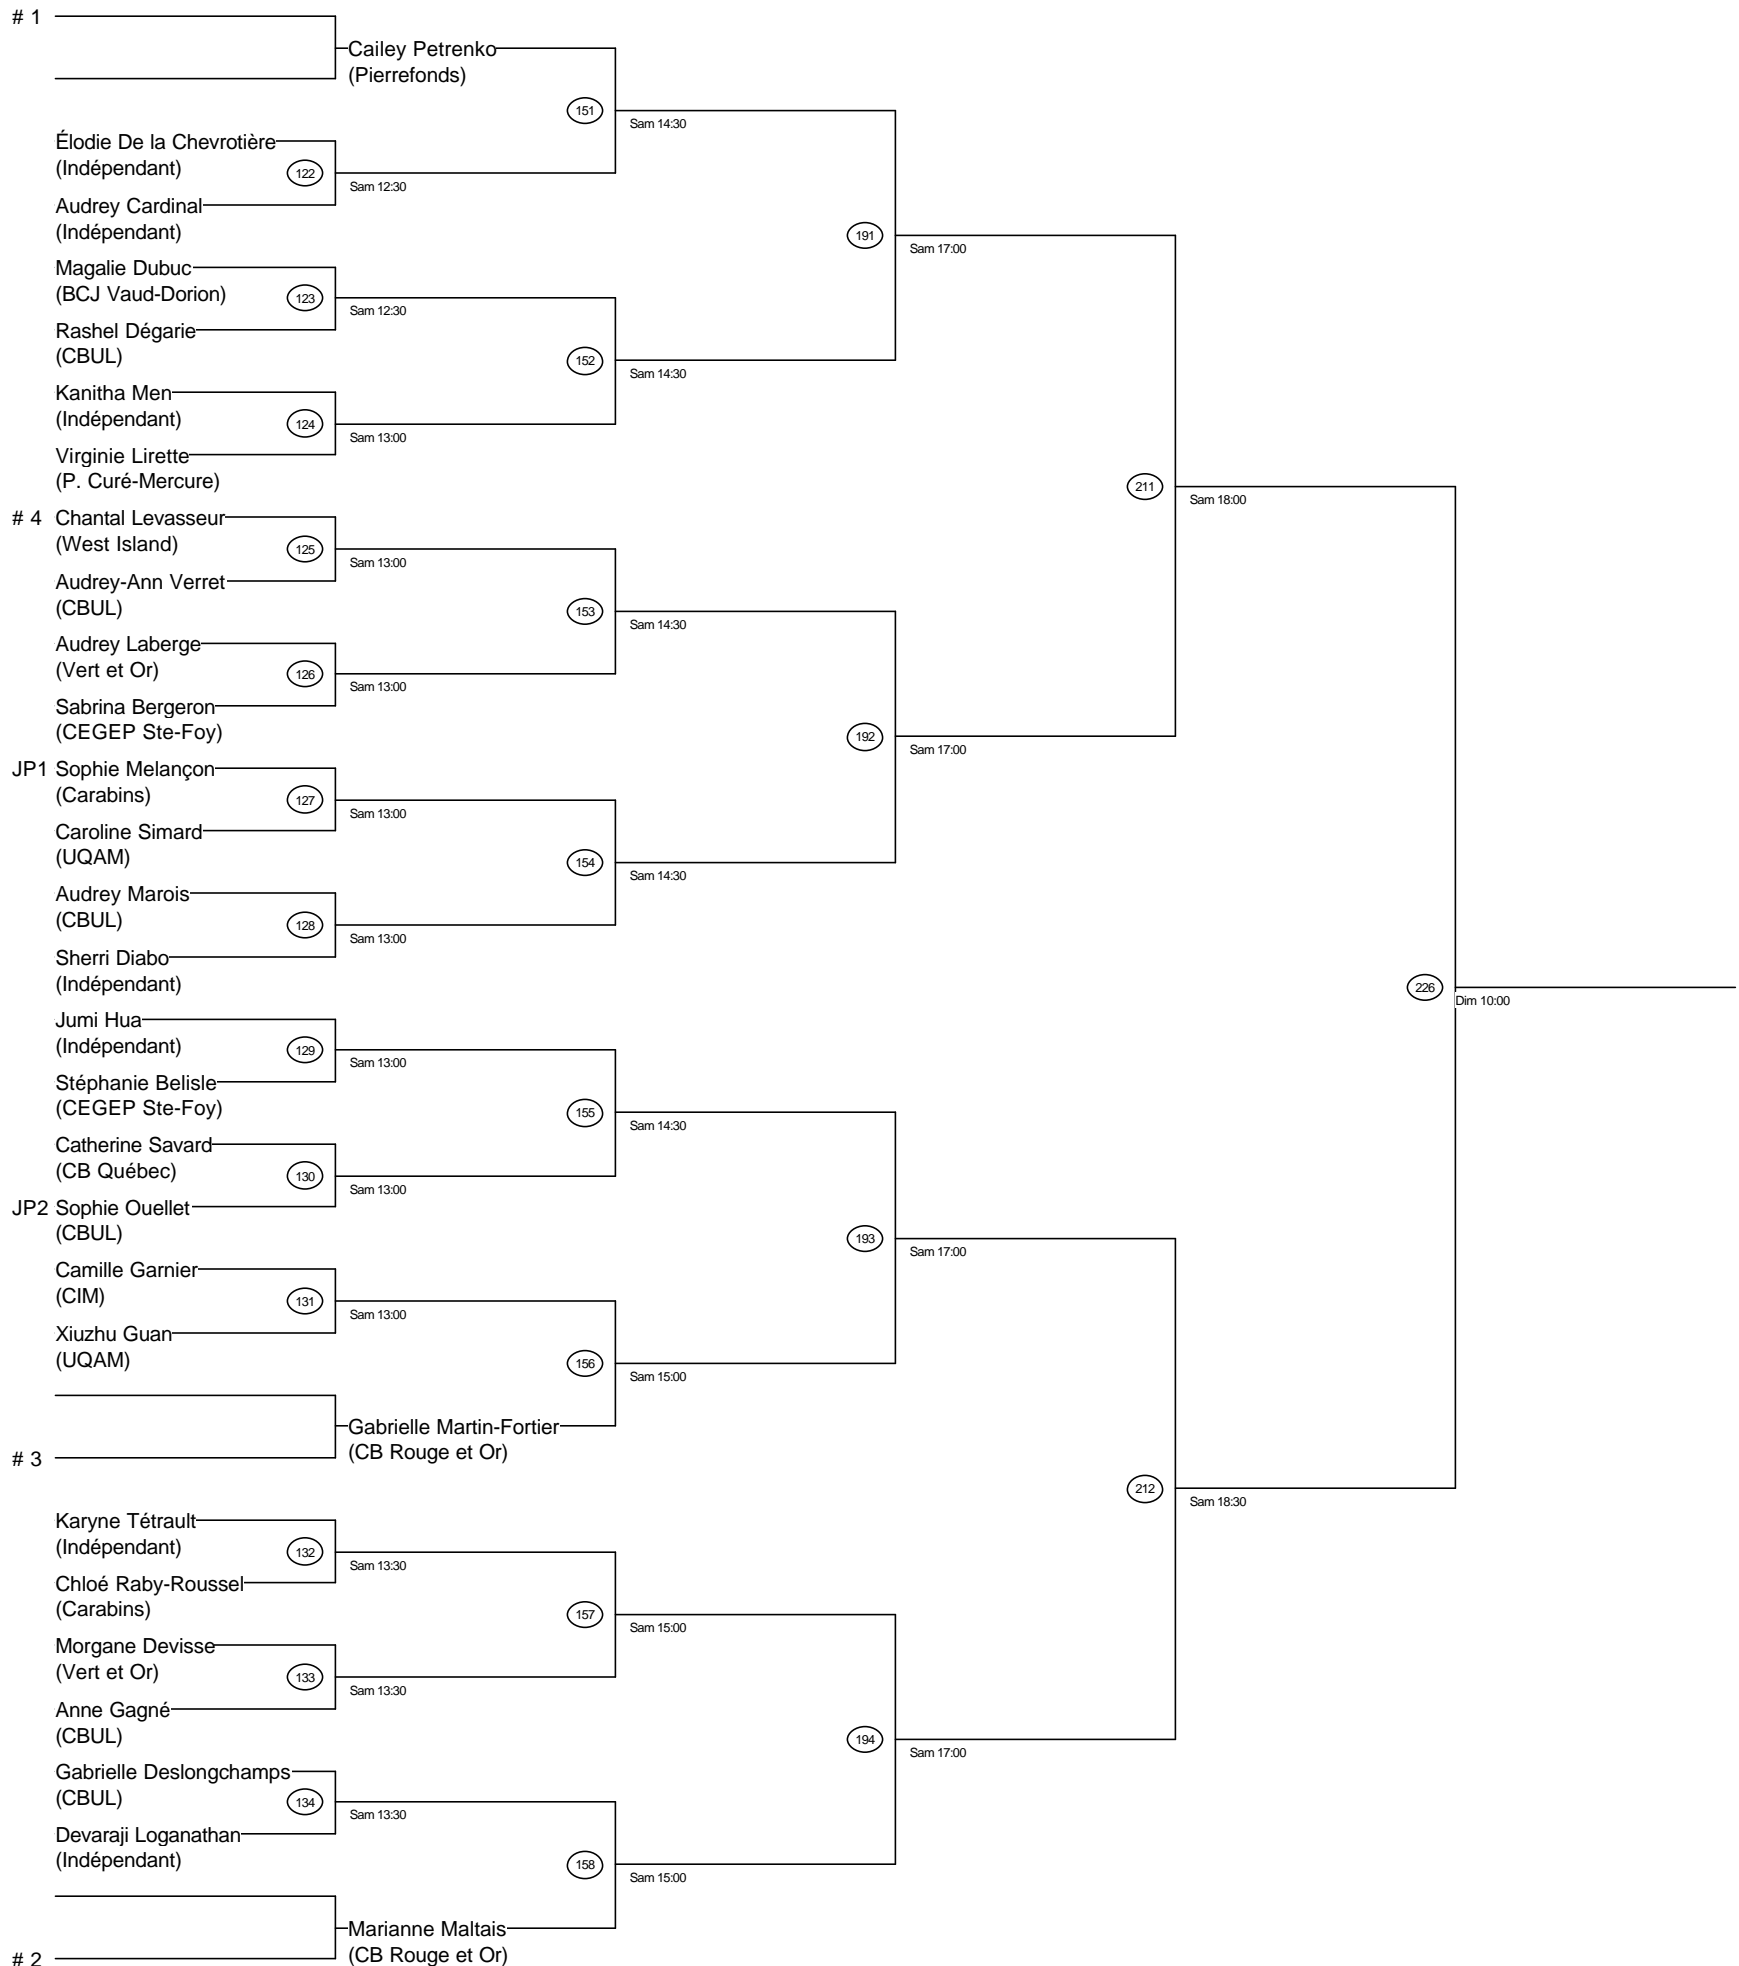 # 1
Cailey Petrenko
(Pierrefonds)
151
Sam 14:30
Élodie De la Chevrotière
(Indépendant)
122
Sam 12:30
Audrey Cardinal
(Indépendant)
191
Sam 17:00
Magalie Dubuc
(BCJ Vaud-Dorion)
123
Sam 12:30
Rashel Dégarie
(CBUL)
152
Sam 14:30
Kanitha Men
(Indépendant)
124
Sam 13:00
Virginie Lirette
(P. Curé-Mercure)
211
Sam 18:00
# 4 Chantal Levasseur
(West Island)
125
Sam 13:00
Audrey-Ann Verret
(CBUL)
153
Sam 14:30
Audrey Laberge
(Vert et Or)
126
Sam 13:00
Sabrina Bergeron
(CEGEP Ste-Foy)
192
Sam 17:00
JP1 Sophie Melançon
(Carabins)
127
Sam 13:00
Caroline Simard
(UQAM)
154
Sam 14:30
Audrey Marois
(CBUL)
128
Sam 13:00
Sherri Diabo
(Indépendant)
226
Dim 10:00
Jumi Hua
(Indépendant)
129
Sam 13:00
Stéphanie Belisle
(CEGEP Ste-Foy)
155
Sam 14:30
Catherine Savard
(CB Québec)
130
Sam 13:00
JP2 Sophie Ouellet
(CBUL)
193
Sam 17:00
Camille Garnier
(CIM)
131
Sam 13:00
Xiuzhu Guan
(UQAM)
156
Sam 15:00
Gabrielle Martin-Fortier
(CB Rouge et Or)
# 3
212
Sam 18:30
Karyne Tétrault
(Indépendant)
132
Sam 13:30
Chloé Raby-Roussel
(Carabins)
157
Sam 15:00
Morgane Devisse
(Vert et Or)
133
Sam 13:30
Anne Gagné
(CBUL)
194
Sam 17:00
Gabrielle Deslongchamps
(CBUL)
134
Sam 13:30
Devaraji Loganathan
(Indépendant)
158
Sam 15:00
Marianne Maltais
(CB Rouge et Or)
# 2